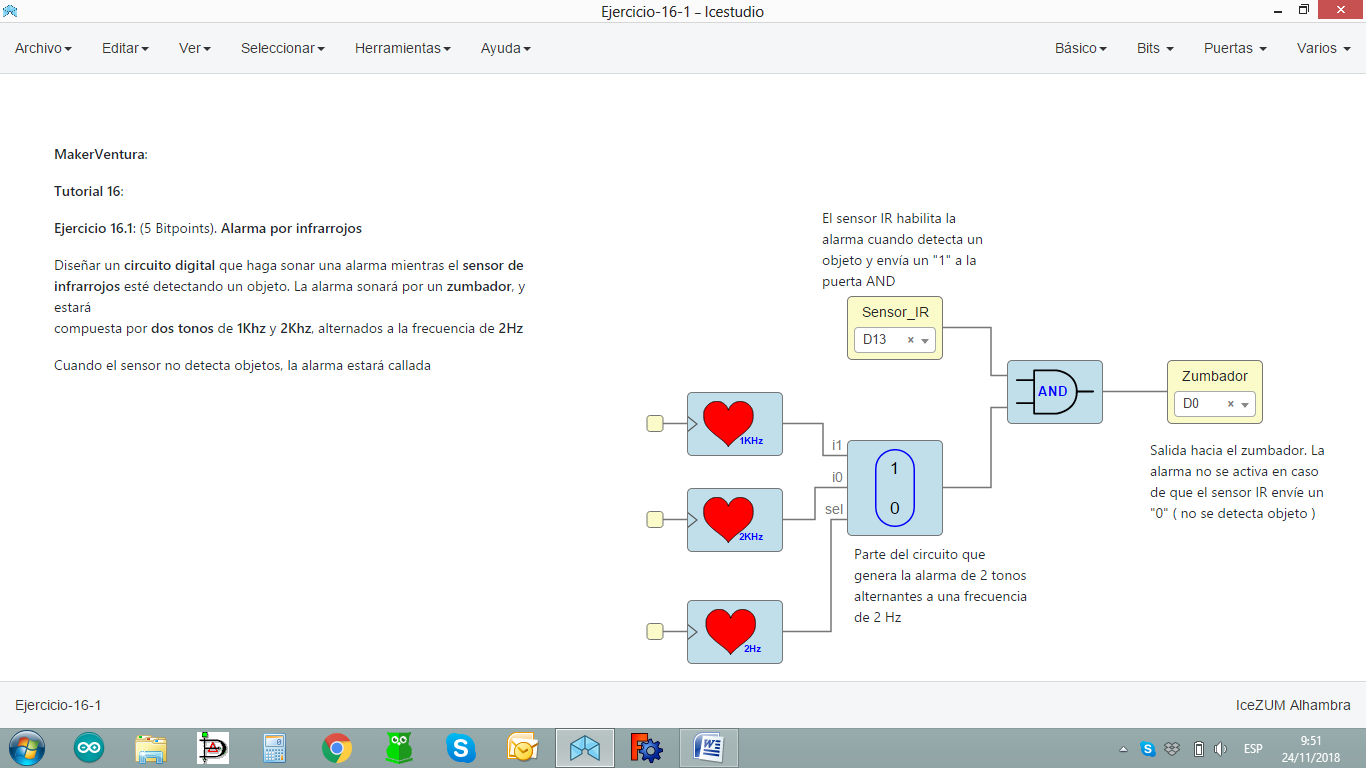 Ejercicio-16-1 – Icestudio
Archivo Editar Ver Seleccionar Herramientas Ayuda Básico Bits Puertas Varios
MakerVentura:
Tutorial 16:
Ejercicio 16.1: (5 Bitpoints). Alarma por infrarrojos
Diseñar un circuito digital que haga sonar una alarma mientras el sensor de
infrarrojos esté detectando un objeto. La alarma sonará por un zumbador, y
estará
compuesta por dos tonos de 1Khz y 2Khz, alternados a la frecuencia de 2Hz
Cuando el sensor no detecta objetos, la alarma estará callada
El sensor IR habilita la
alarma cuando detecta un
objeto y envía un "1" a la
puerta AND
Sensor_IR
D13 ×
AND
Zumbador
D0 ×
1KHz
i1
i0
sel
1
0
2KHz
2Hz
Salida hacia el zumbador. La
alarma no se activa en caso
de que el sensor IR envíe un
"0" ( no se detecta objeto )
Parte del circuito que
genera la alarma de 2 tonos
alternantes a una frecuencia
de 2 Hz
Ejercicio-16-1
IceZUM Alhambra
ESP
9:51
24/11/2018